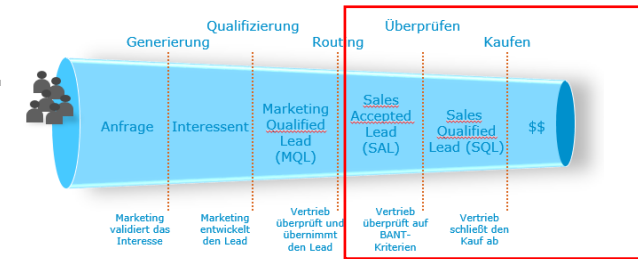 Qualifizierung
Überprüfen
Generierung
Routing
Kaufen
Anfrage
Interessent
Marketing
Qualified
Lead
(MQL)
Sales
Accepted
Lead
(SAL)
Sales
Qualified
Lead (SQL)
$$
Marketing
validiert das
Interesse
Marketing
entwickelt
den Lead
Vertrieb
überprüft und
übernimmt
den Lead
Vertrieb
überprüft auf
BANT-
Kriterien
Vertrieb
schließt den
Kauf ab